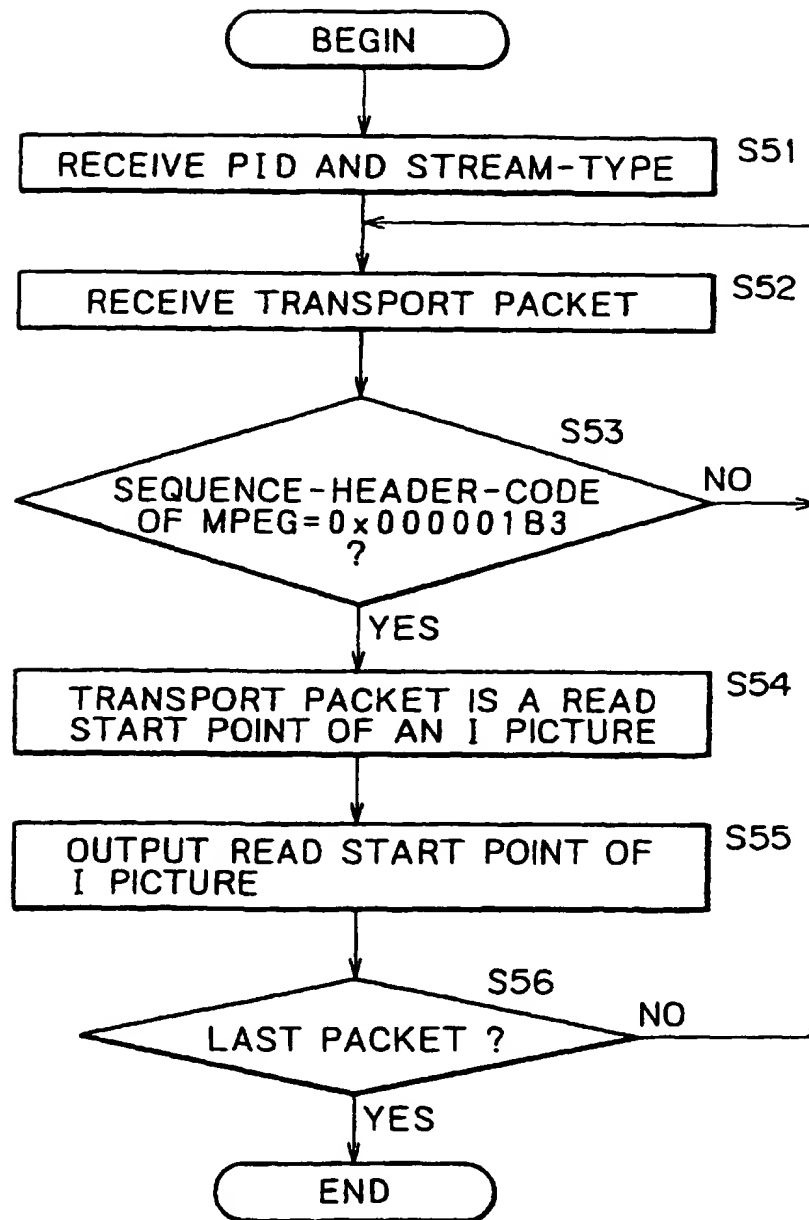 BEGIN
RECEIVE PID AND STREAM-TYPE
S51
RECEIVE TRANSPORT PACKET
S52
S53
SEQUENCE-HEADER-CODE
OF MPEG=0x000001B3
?
NO
YES
TRANSPORT PACKET IS A READ
START POINT OF AN I PICTURE
S54
OUTPUT READ START POINT OF
I PICTURE
S55
S56
LAST PACKET ?
NO
YES
END